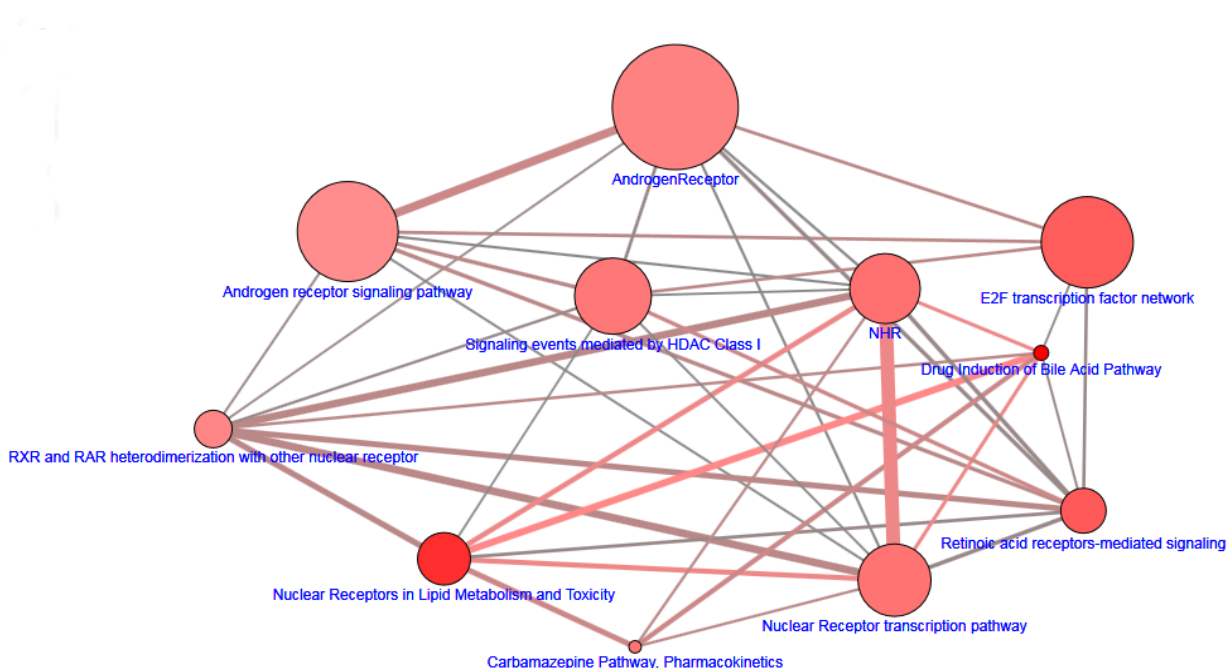 AndrogenReceptor
Androgen receptor signaling pathway
E2F transcription factor network
NHR
Signaling events mediated by HDAC Class I
Drug Induction of Bile Acid Pathway
RXR and RAR heterodimerization with other nuclear receptor
Retinoic acid receptors-mediated signaling
Nuclear Receptors in Lipid Metabolism and Toxicity
Nuclear Receptor transcription pathway
Carbamazepine Pathway, Pharmacokinetics